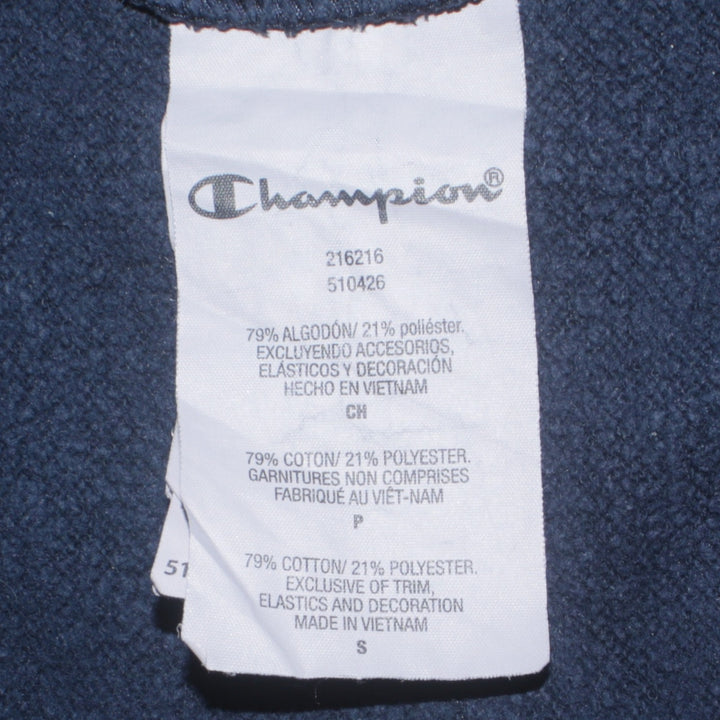 Champion®
216216
510426
79% ALGODÓN/ 21% poliéster.
EXCLUYENDO ACCESORIOS,
ELÁSTICOS Y DECORACIÓN
HECHO EN VIETNAM
CH
79% COTON/ 21% POLYESTER.
GARNITURES NON COMPRISES
FABRIQUÉ AU VIÊT-NAM
P
51
79% COTTON/ 21% POLYESTER.
EXCLUSIVE OF TRIM,
ELASTICS AND DECORATION
MADE IN VIETNAM
S